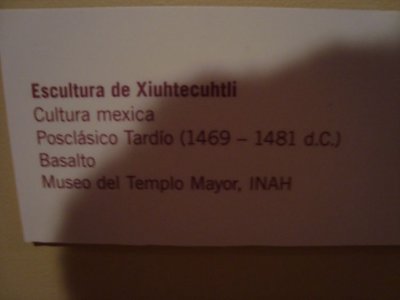 Escultura de Xiuhtecuhtli
Cultura mexica
Posclásico Tardío (1469 – 1481 d.C.)
Basalto
Museo del Templo Mayor, INAH